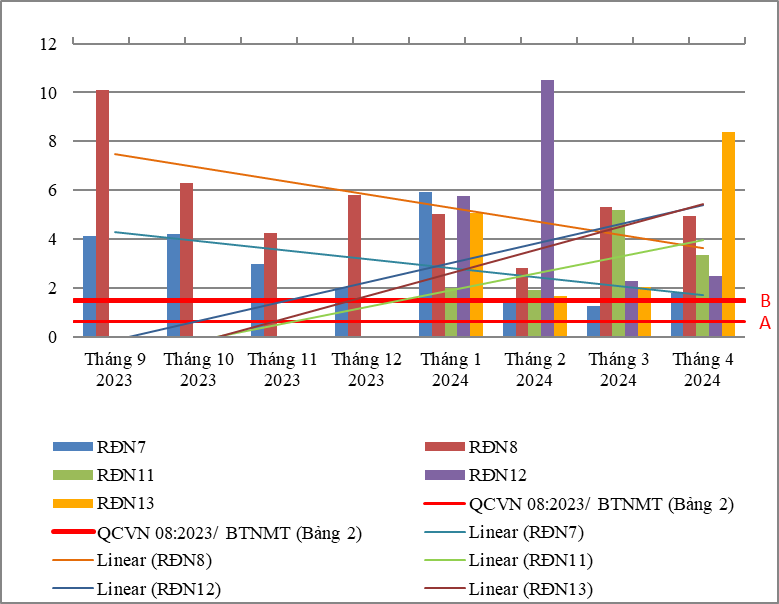 12
10
8
6
4
2
0
B
A
Tháng 9 2023
Tháng 10 2023
Tháng 11 2023
Tháng 12 2023
Tháng 1 2024
Tháng 2 2024
Tháng 3 2024
Tháng 4 2024
RĐN7
RĐN8
RĐN11
RĐN12
RĐN13
QCVN 08:2023/ BTNMT (Bảng 2)
QCVN 08:2023/ BTNMT (Bảng 2)
Linear (RĐN7)
Linear (RĐN8)
Linear (RĐN11)
Linear (RĐN12)
Linear (RĐN13)